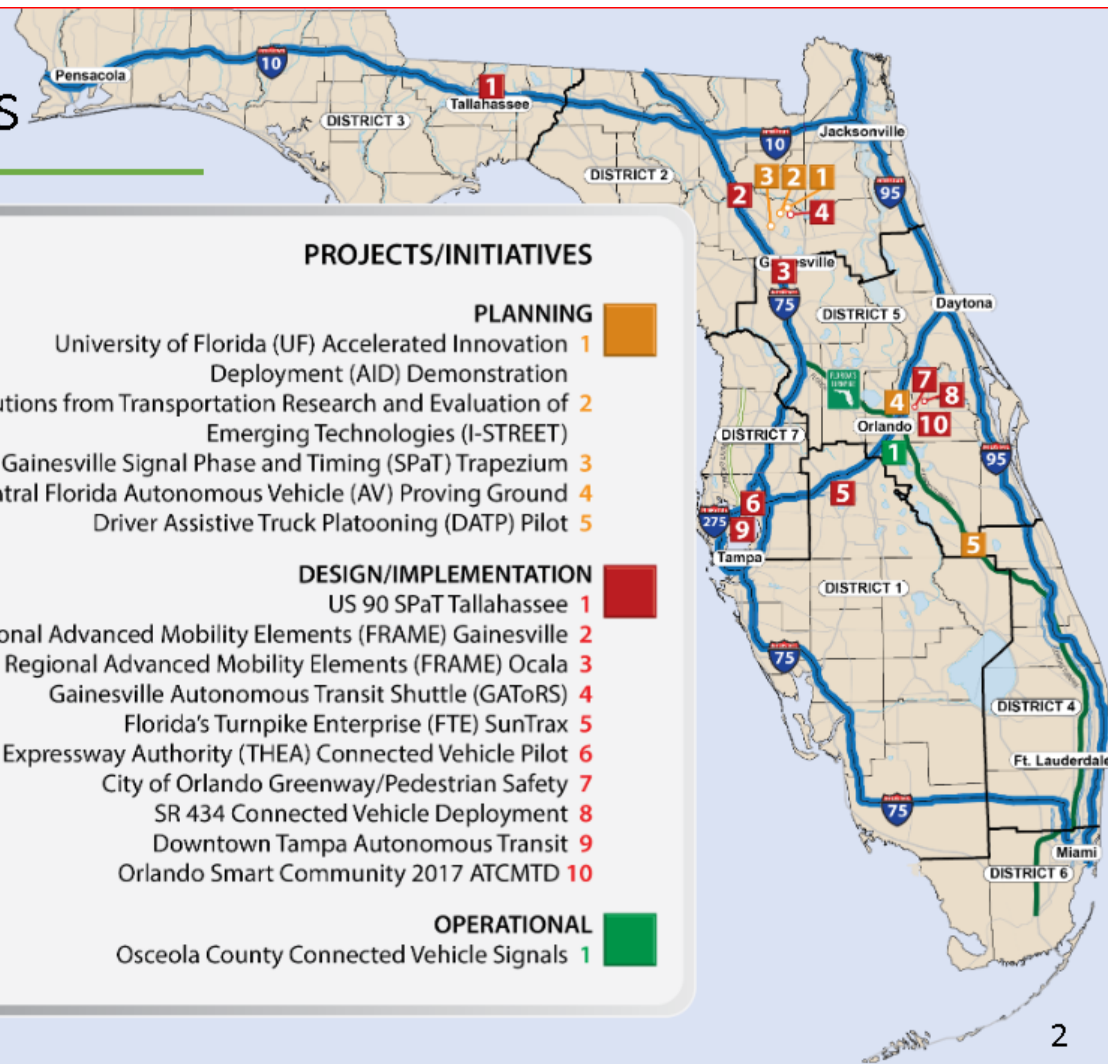 S
PROJECTS/INITIATIVES
PLANNING
University of Florida (UF) Accelerated Innovation 1
Deployment (AID) Demonstration
utions from Transportation Research and Evaluation of 2
Emerging Technologies (I-STREET)
Gainesville Signal Phase and Timing (SPaT) Trapezium 3
ntral Florida Autonomous Vehicle (AV) Proving Ground 4
Driver Assistive Truck Platooning (DATP) Pilot 5
DESIGN/IMPLEMENTATION
US 90 SPaT Tallahassee 1
onal Advanced Mobility Elements (FRAME) Gainesville 2
Regional Advanced Mobility Elements (FRAME) Ocala 3
Gainesville Autonomous Transit Shuttle (GAToRS) 4
Florida's Turnpike Enterprise (FTE) SunTrax 5
Expressway Authority (THEA) Connected Vehicle Pilot 6
City of Orlando Greenway/Pedestrian Safety 7
SR 434 Connected Vehicle Deployment 8
Downtown Tampa Autonomous Transit 9
Orlando Smart Community 2017 ATCMTD 10
OPERATIONAL
Osceola County Connected Vehicle Signals 1
Pensacola
10
1
Tallahassee
DISTRICT 3
10
Jacksonville
DISTRICT 2
3 2 1
2
4
95
G
sville
3
75
DISTRICT 5
Daytona
7
4
8
Orlando
10
DISTRICT 7
1
95
6
5
275
9
5
Tampa
DISTRICT 1
75
DISTRICT 4
Ft. Lauderdale
75
Miami
DISTRICT 6
2